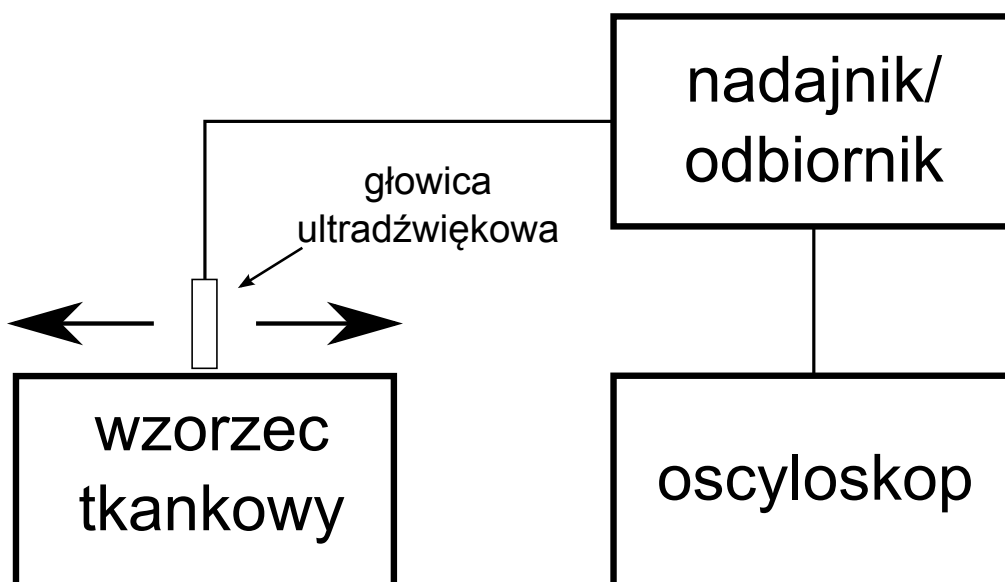 nadajnik/
odbiornik
głowica
ultradźwiękowa
wzorzec
tkankowy
oscyloskop